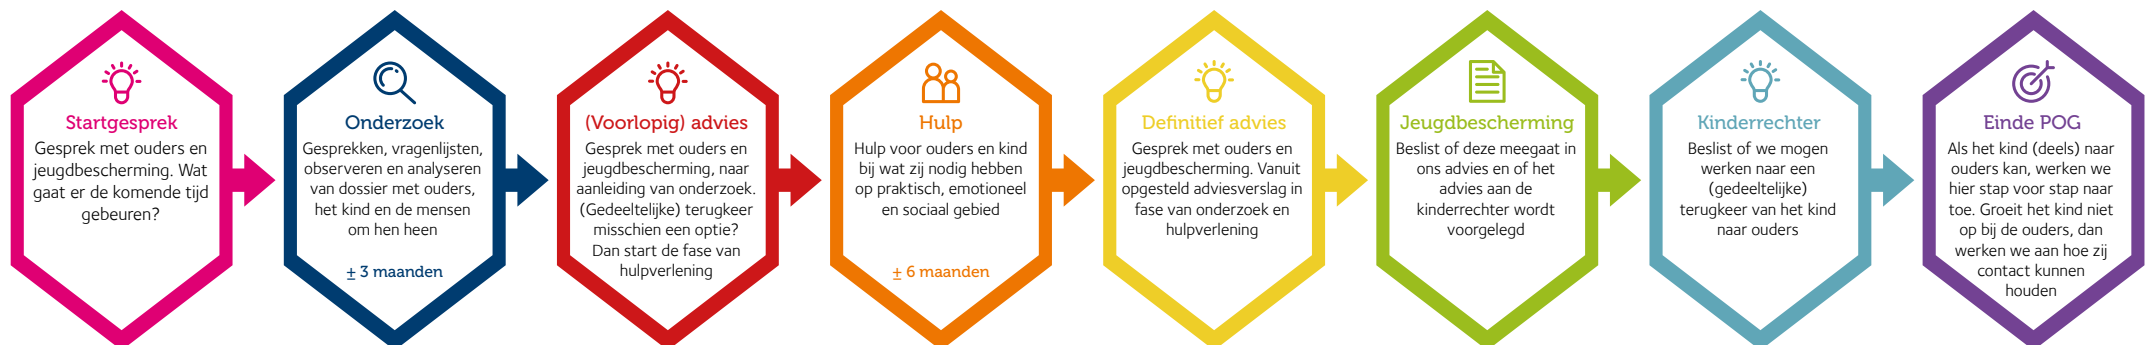 Startgesprek
Gesprek met ouders en
jeugdbescherming. Wat
gaat er de komende tijd
gebeuren?
Onderzoek
Gesprekken, vragenlijsten,
observeren en analyseren
van dossier met ouders,
het kind en de mensen
om hen heen
± 3 maanden
(Voorlopig) advies
Gesprek met ouders en
jeugdbescherming, naar
aanleiding van onderzoek.
(Gedeeltelijke) terugkeer
misschien een optie?
Dan start de fase van
hulpverlening
Hulp
Hulp voor ouders en kind
bij wat zij nodig hebben
op praktisch, emotioneel
en sociaal gebied
± 6 maanden
Definitief advies
Gesprek met ouders en
jeugdbescherming. Vanuit
opgesteld adviesverslag in
fase van onderzoek en
hulpverlening
Jeugdbescherming
Beslist of deze meegaat in
ons advies en of het
advies aan de
kinderrechter wordt
voorgelegd
Kinderrechter
Beslist of we mogen
werken naar een
(gedeeltelijke)
terugkeer van het kind
naar ouders
Einde POG
Als het kind (deels) naar
ouders kan, werken we
hier stap voor stap naar
toe. Groeit het kind niet
op bij de ouders, dan
werken we aan hoe zij
contact kunnen
houden